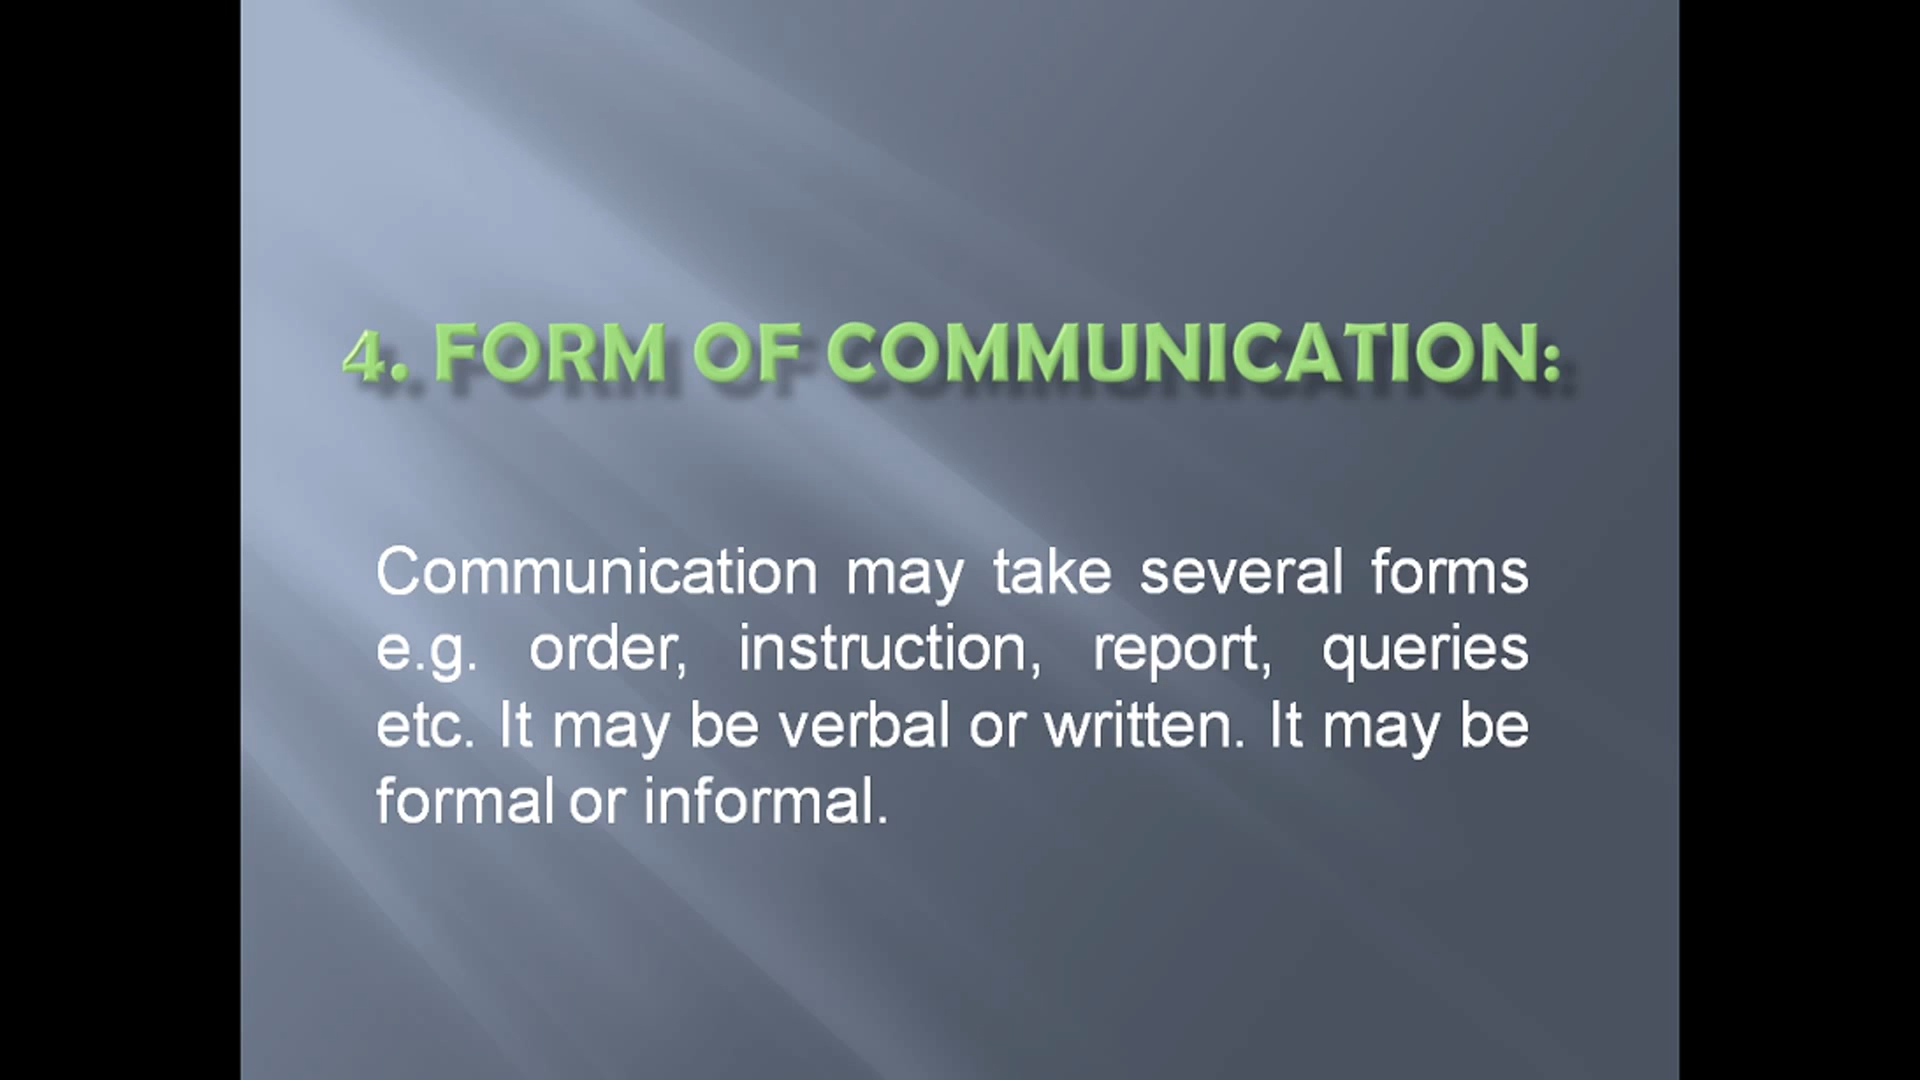 4. FORM OF COMMUNICATION:
Communication may take several forms
e.g. order, instruction, report, queries
etc. It may be verbal or written. It may be
formal or informal.